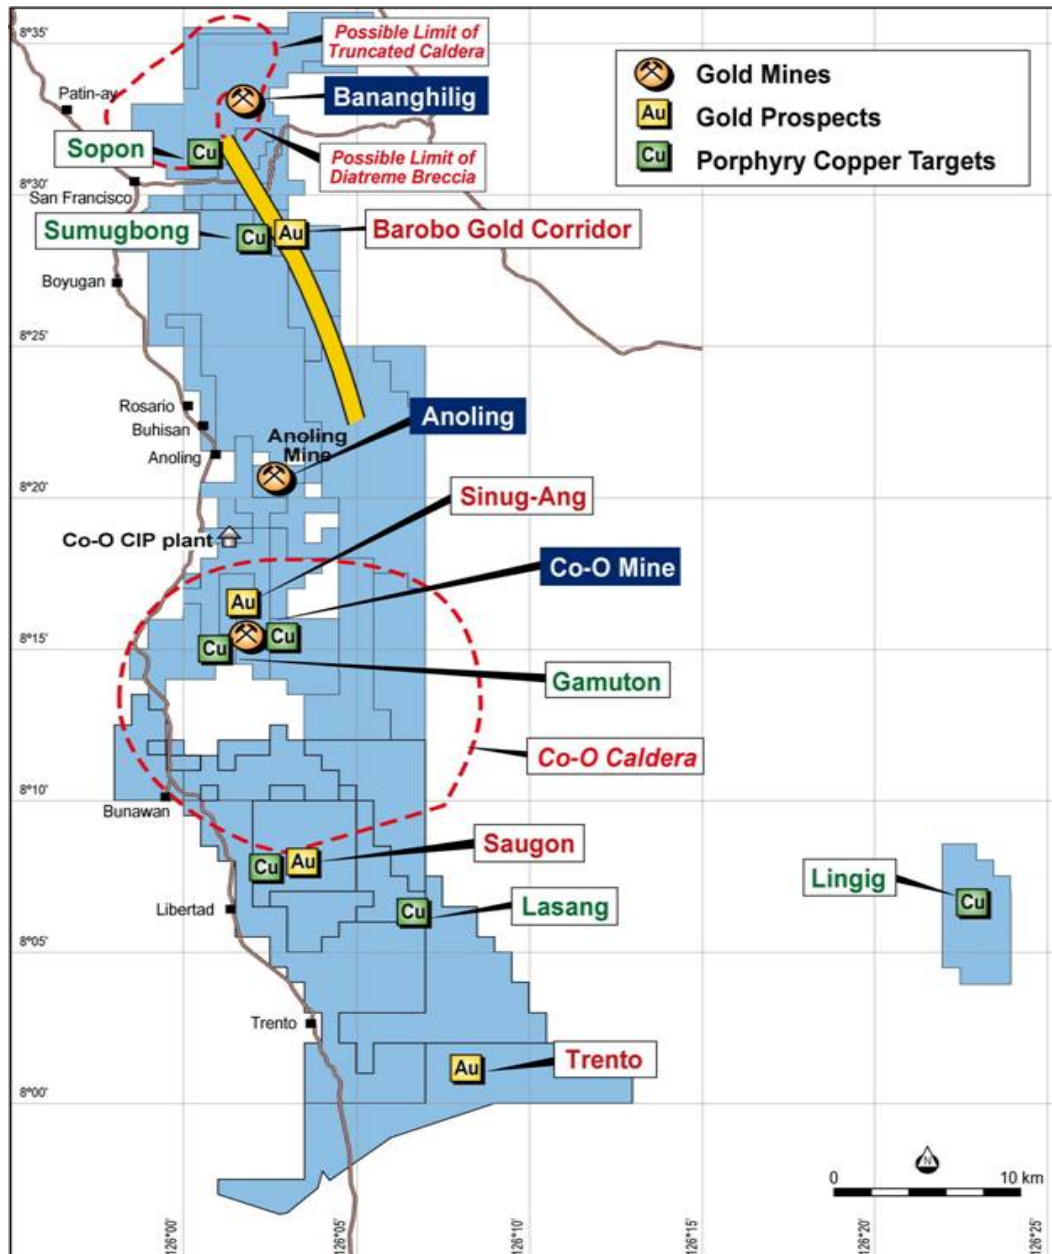 8°35'
Possible Limit of
Truncated Caldera
Gold Mines
Patin-ay
Bananghilig
Au
Gold Prospects
Sopon
Cu
Possible Limit of
Diatreme Breccia
Cu
Porphyry Copper Targets
8°30'
San Francisco
Sumugbong
Cu
Au
Barobo Gold Corridor
Boyugan
8°25'
Rosario
Buhisan
Anoling
Anoling
Anoling
Mine
8°20'
Sinug-Ang
Co-O CIP plant
Co-O Mine
Au
8°15'
Cu
Cu
Gamuton
Co-O Caldera
8°10'
Bunawan
Cu
Au
Saugon
Lingig
Cu
Libertad
Cu
Lasang
8°05'
Trento
Au
Trento
8°00'
N
0
10 km
126°00'
126°05'
126°10'
126°15'
126°20'
126°25'